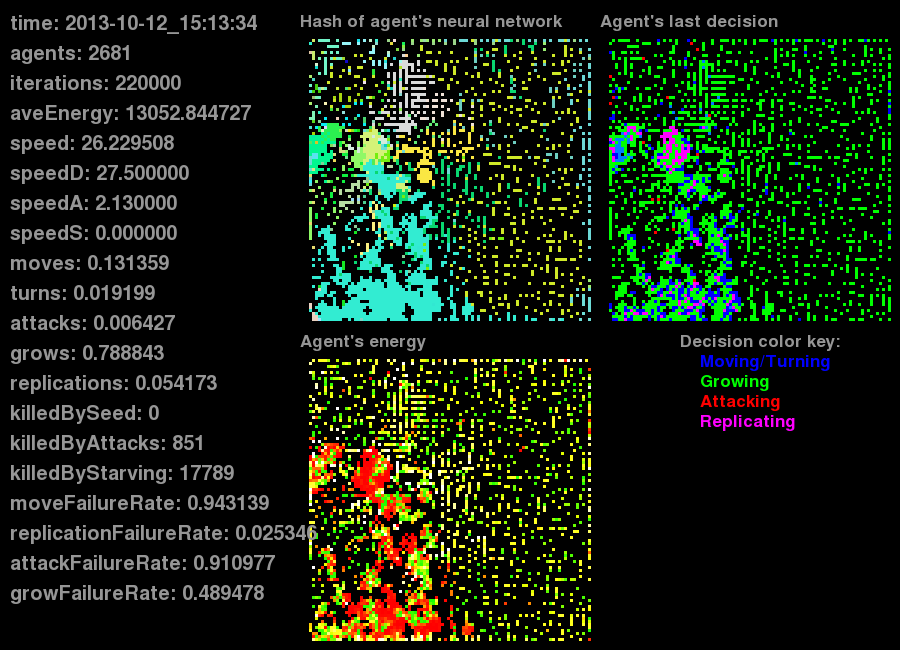 time: 2013-10-12_15:13:34
agents: 2681
iterations: 220000
aveEnergy: 13052.844727
speed: 26.229508
speedD: 27.500000
speedA: 2.130000
speedS: 0.000000
moves: 0.131359
turns: 0.019199
attacks: 0.006427
grows: 0.788843
replications: 0.054173
killedBySeed: 0
killedByAttacks: 851
killedByStarving: 17789
moveFailureRate: 0.943139
replicationFailureRate: 0.025346
attackFailureRate: 0.910977
growFailureRate: 0.489478
Hash of agent's neural network
Agent's last decision
Agent's energy
Decision color key:
Moving/Turning
Growing
Attacking
Replicating